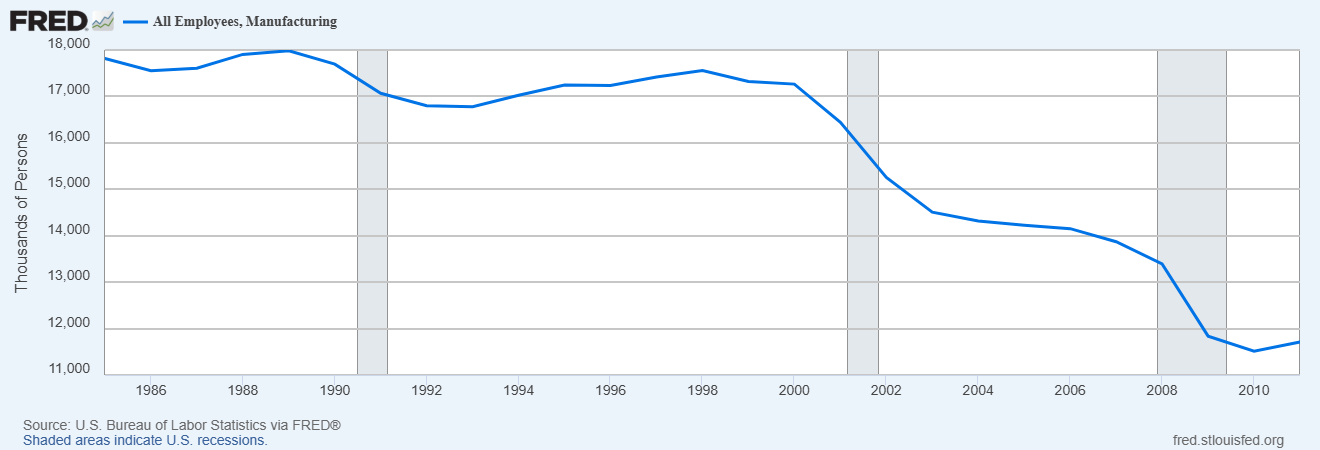 FRED® All Employees, Manufacturing
Thousands of Persons
18,000
17,000
16,000
15,000
14,000
13,000
12,000
11,000
1986 1988 1990 1992 1994 1996 1998 2000 2002 2004 2006 2008 2010
Source: U.S. Bureau of Labor Statistics via FRED®
Shaded areas indicate U.S. recessions.
fred.stlouisfed.org